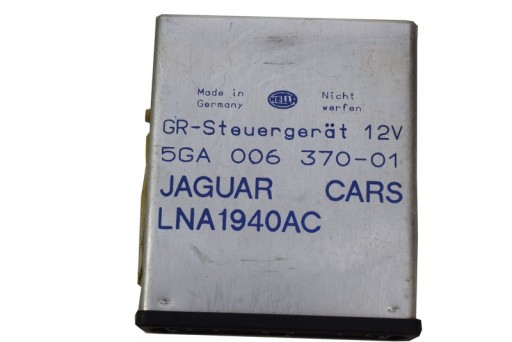 Made in Germany
HELLA
Nicht werfen
GR-Steuergerät 12V
5GA 006 370-01
JAGUAR CARS
LNA1940AC